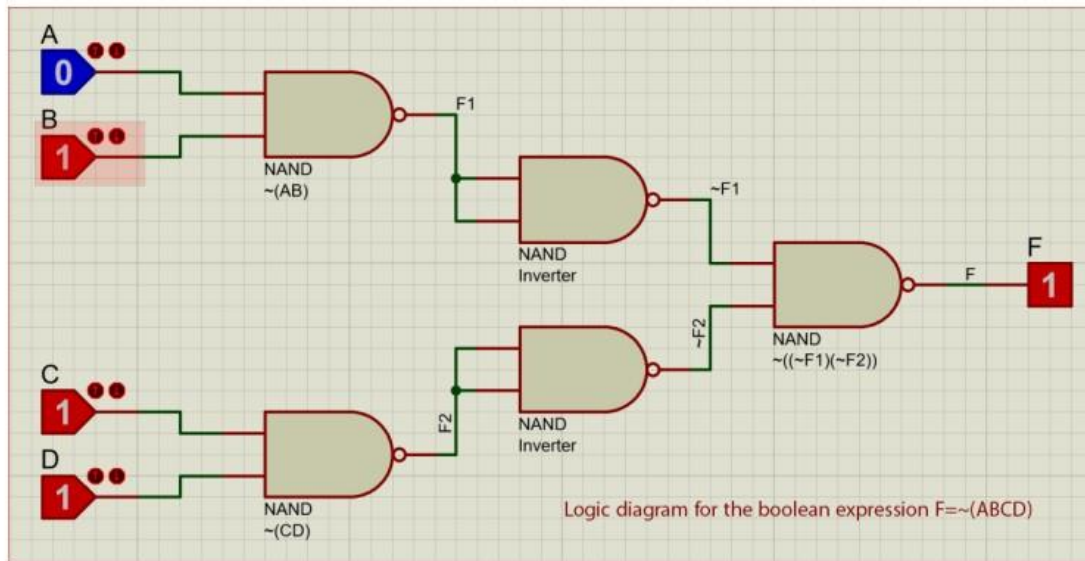 A
0
B
1
NAND
~(AB)
F1
NAND
Inverter
~F1
NAND
~((~F1)(~F2))
F
F
1
C
1
D
1
NAND
~(CD)
F2
NAND
Inverter
~F2
Logic diagram for the boolean expression F=~(ABCD)